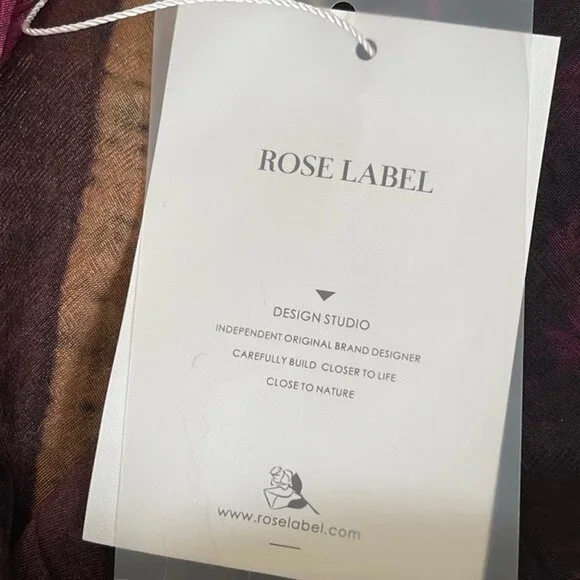 ROSE LABEL
DESIGN STUDIO
INDEPENDENT ORIGINAL BRAND DESIGNER
CAREFULLY BUILD CLOSER TO LIFE
CLOSE TO NATURE
www.roselabel.com